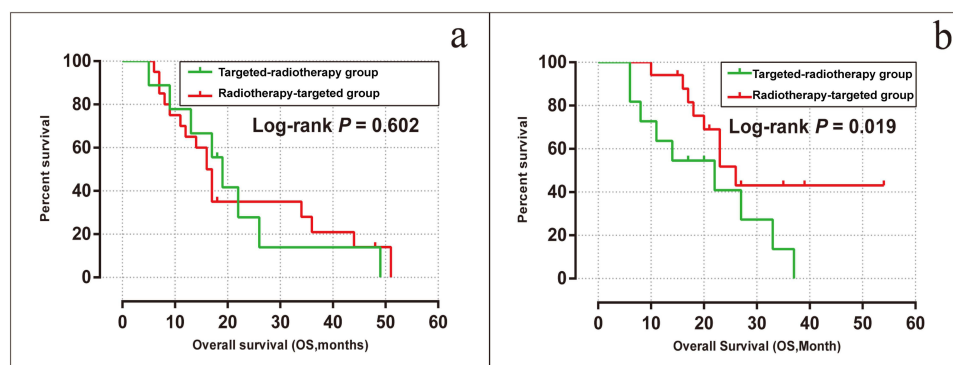 a
Percent survival
100
80
60
40
20
0
Targeted-radiotherapy group
Radiotherapy-targeted group
Log-rank P = 0.602
0 10 20 30 40 50 60
Overall survival (OS,months)
b
Percent survival
100
80
60
40
20
0
Targeted-radiotherapy group
Radiotherapy-targeted group
Log-rank P = 0.019
0 10 20 30 40 50 60
Overall Survival (OS,Month)